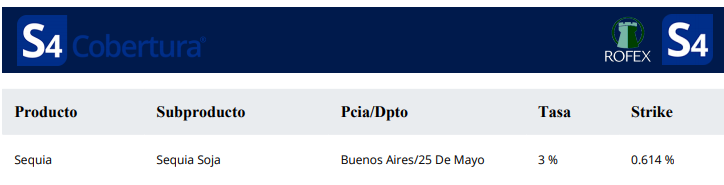 S4 Cobertura® ROFEX S4
Producto Subproducto Pcia/Dpto Tasa Strike
Sequia Sequia Soja Buenos Aires/25 De Mayo 3 % 0.614 %